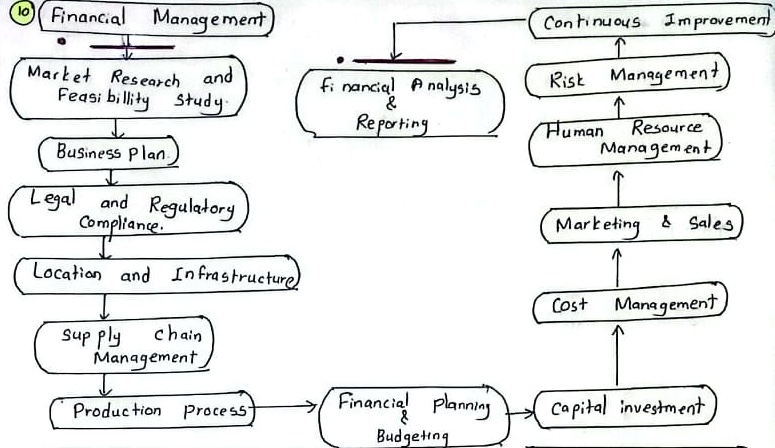 10 Financial Management
Market Research and
Feasibillity Study.
Business plan.
Legal and Regulatory
Compliance.
Location and Infrastructure
Supply chain
Management
Production process
Financial planning
&
Budgeting
Capital investment
Cost Management
Marketing & Sales
Human Resource
Management
Risk Management
Continuous Improvement
Financial Analysis
&
Reporting